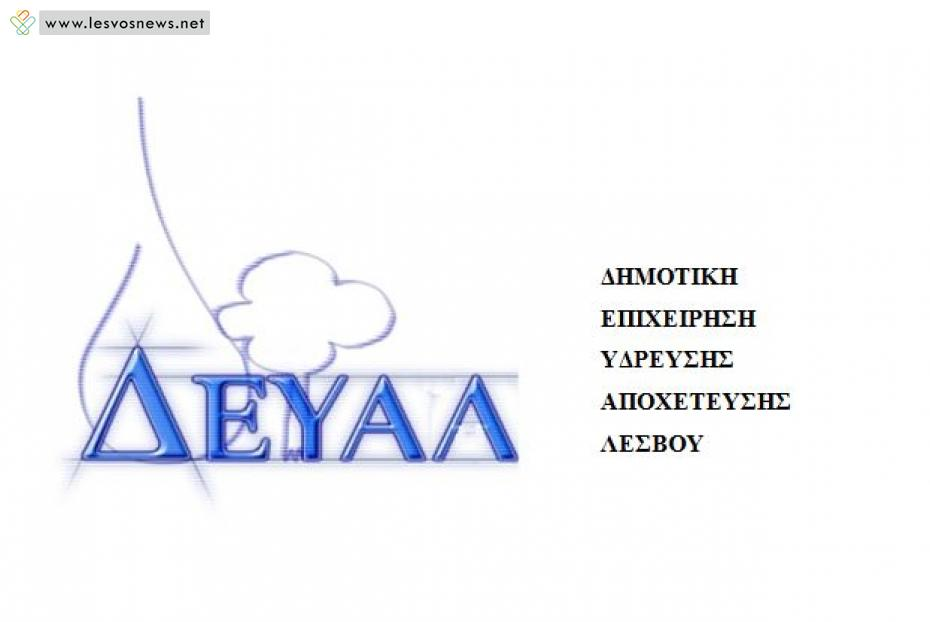 www.lesvosnews.net
ΔΕΥΑΛ
ΔΗΜΟΤΙΚΗ
ΕΠΙΧΕΙΡΗΣΗ
ΥΔΡΕΥΣΗΣ
ΑΠΟΧΕΤΕΥΣΗΣ
ΛΕΣΒΟΥ